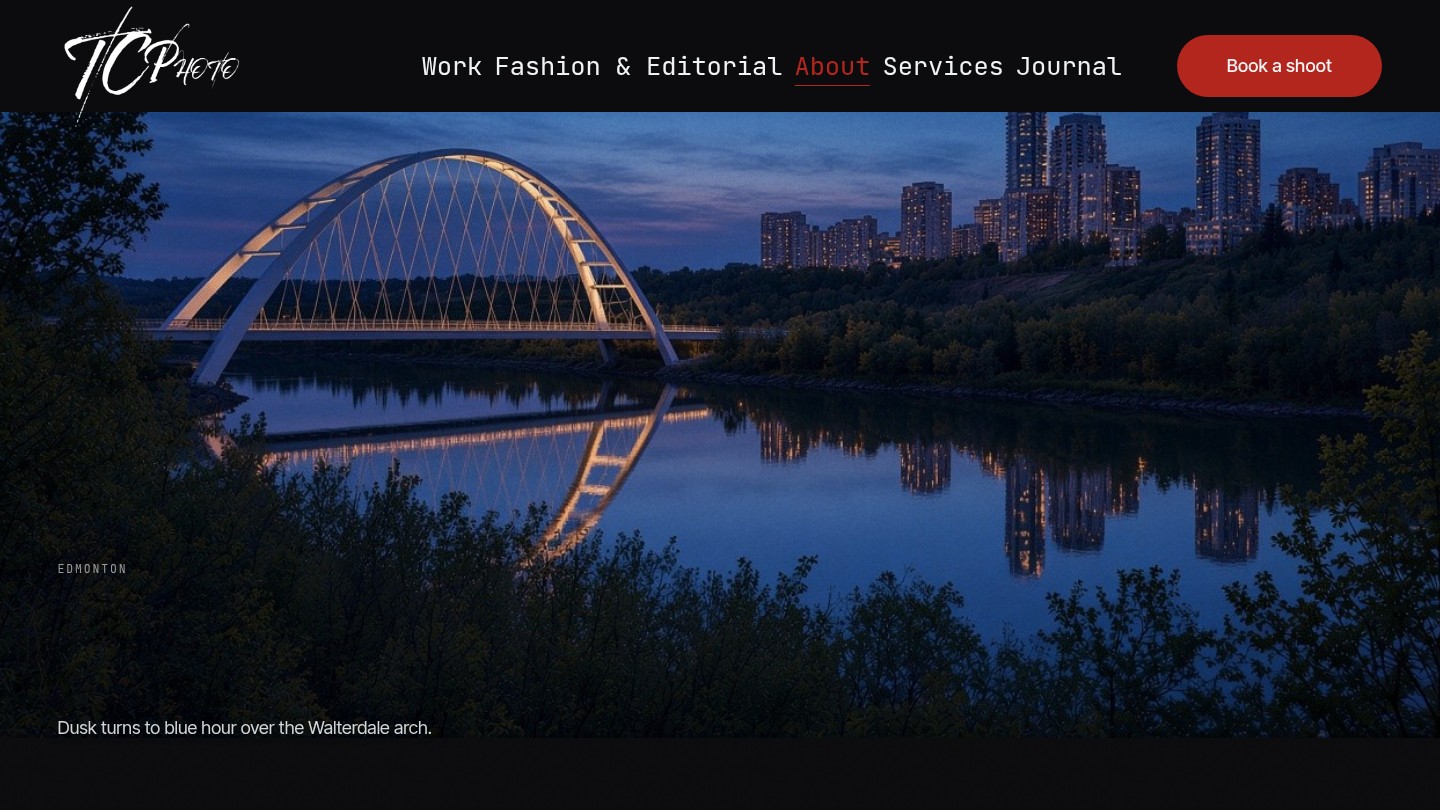 TCPHOTO
Work Fashion & Editorial About Services Journal
Book a shoot
EDMONTON
Dusk turns to blue hour over the Walterdale arch.